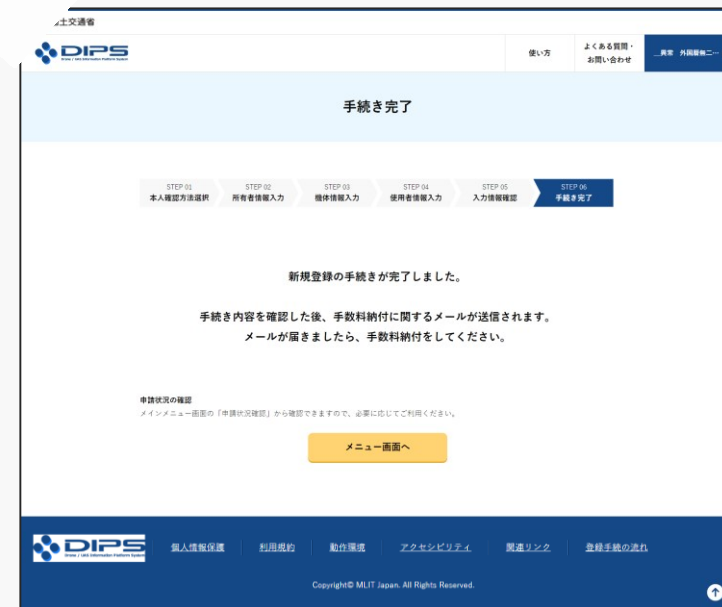 土交通省
DIPS
Drone / UAS Information Platform System
使い方
よくある質問・
お問い合わせ
手続き完了
STEP 01
本人確認方法選択
STEP 02
所有者情報入力
STEP 03
機体情報入力
STEP 04
使用者情報入力
STEP 05
入力情報確認
STEP 06
手続き完了
新規登録の手続きが完了しました。
手続き内容を確認した後、手数料納付に関するメールが送信されます。
メールが届きましたら、手数料納付をしてください。
申請状況の確認
メインメニュー画面の「申請状況確認」から確認できますので、必要に応じてご利用ください。
メニュー画面へ
DIPS
Drone / UAS Information Platform System
個人情報保護
利用規約
動作環境
アクセシビリティ
関連リンク
登録手続の流れ
Copyright© MLIT Japan. All Rights Reserved.